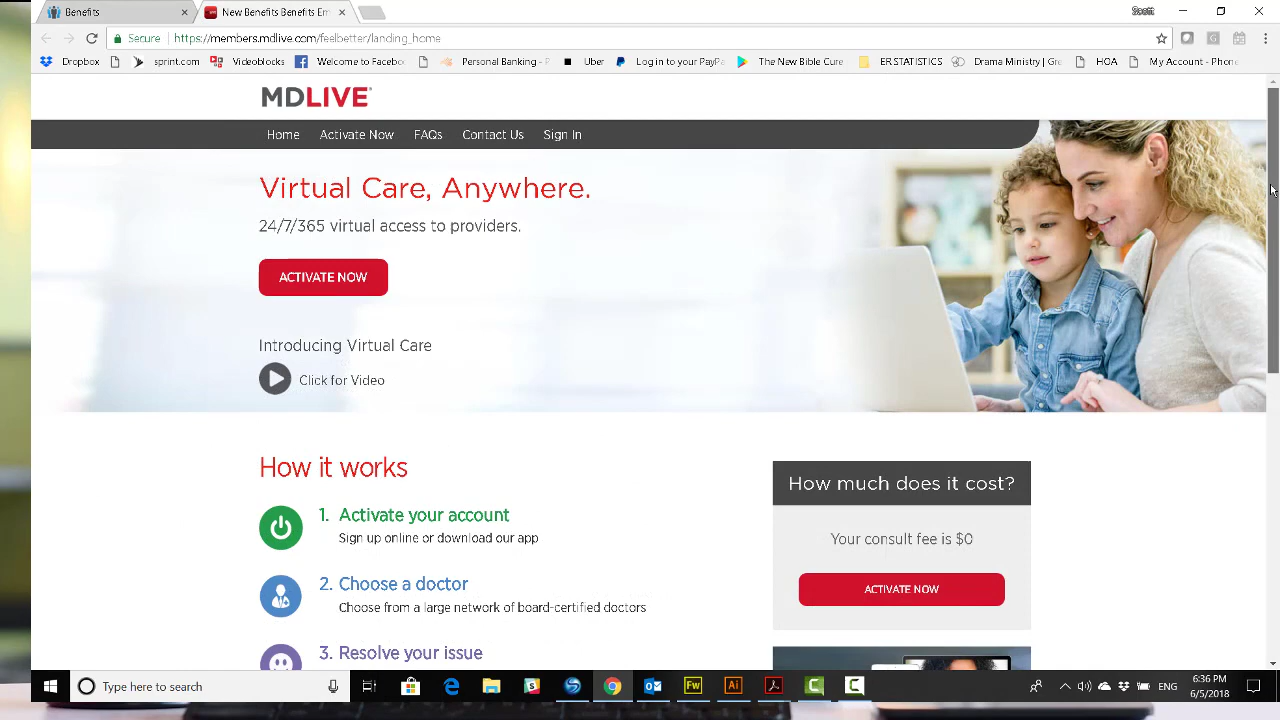 Benefits
New Benefits Benefits Em
Scott
Secure
https://members.mdlive.com/feelbetter/landing_home
Dropbox
sprint.com
Videoblocks
Welcome to Facebo
Personal Banking - P
Uber
Log in to your PayPa
The New Bible Cure
ER.STATISTICS
Drama Ministry | Gre
HOA
My Account - Phone
MDLIVE
Home Activate Now FAQs Contact Us Sign In
Virtual Care, Anywhere.
24/7/365 virtual access to providers.
ACTIVATE NOW
Introducing Virtual Care
Click for Video
How it works
1. Activate your account
Sign up online or download our app
2. Choose a doctor
Choose from a large network of board-certified doctors
3. Resolve your issue
How much does it cost?
Your consult fee is $0
ACTIVATE NOW
Type here to search
Fw
Ai
ENG
6:36 PM
6/5/2018